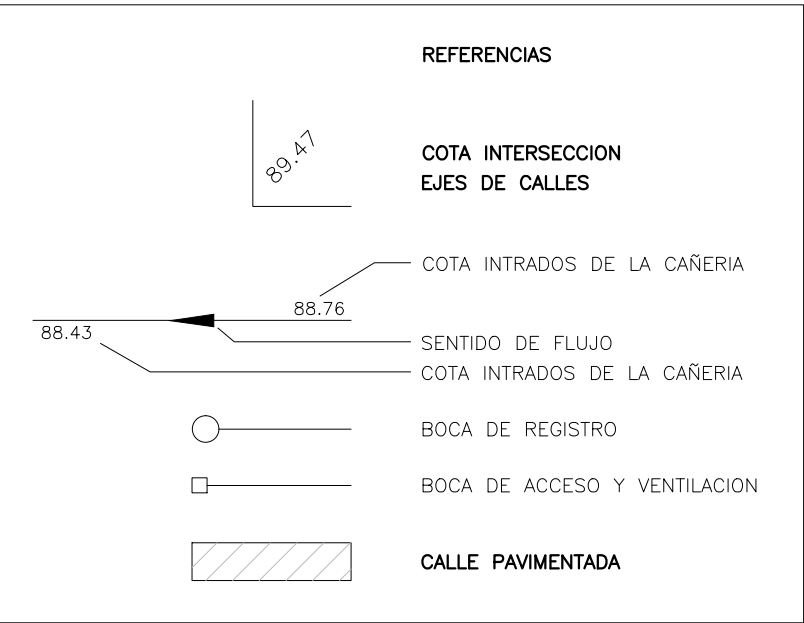 REFERENCIAS
89.47
COTA INTERSECCION
EJES DE CALLES
COTA INTRADOS DE LA CAÑERIA
88.76
88.43
SENTIDO DE FLUJO
COTA INTRADOS DE LA CAÑERIA
BOCA DE REGISTRO
BOCA DE ACCESO Y VENTILACION
CALLE PAVIMENTADA